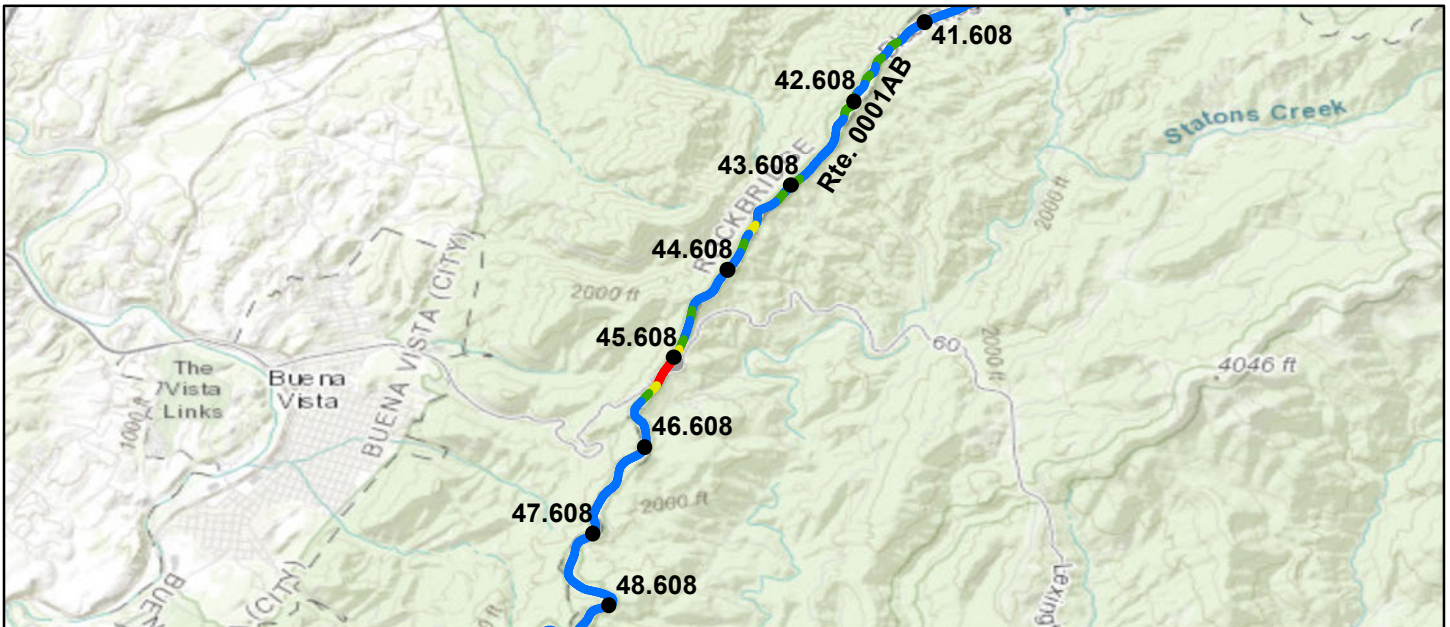 41.608
42.608
Rte. 0001AB
Statons Creek
43.608
ROCKBRIDGE
2000 ft
44.608
2000 ft
45.608
BUENA VISTA (CITY)
60
2000 ft
4046 ft
The
Vista
Links
Buena
Vista
1000 ft
46.608
2000 ft
47.608
48.608
(CITY)
BUEN
Lexing